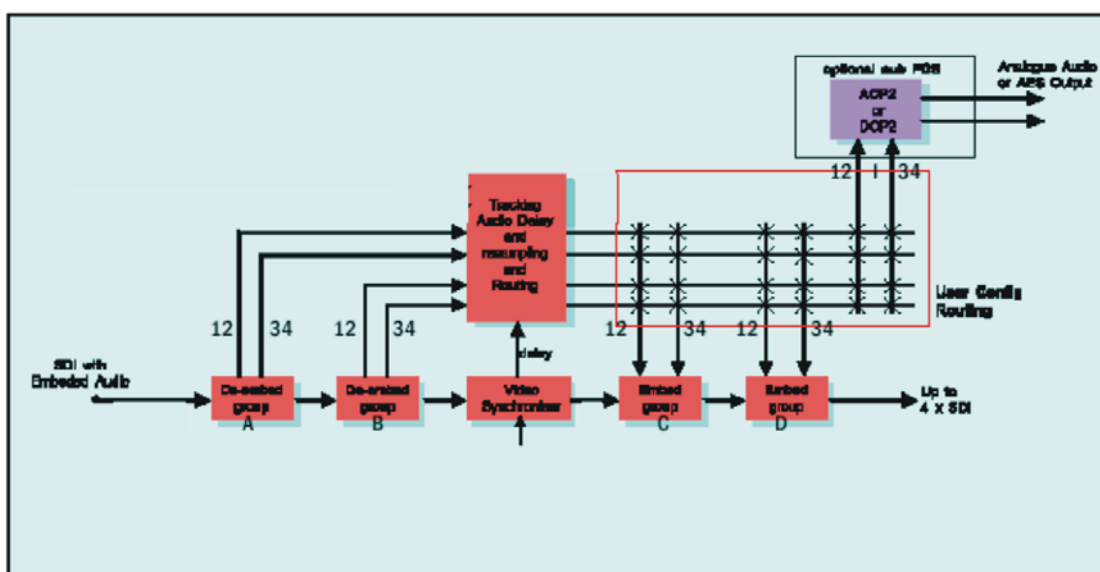 optional sub PCB
Analogue Audio
or AES Output
ACP2
or
DCP2
12 I 34
Tracking
Audio Delay
and
resampling
and
Routing
User Config
Routing
12 34 12 34 12 34 12 34
delay
SDI with
Embeded Audio
De-embed
group
A
De-embed
group
B
Video
Synchroniser
Embed
group
C
Embed
group
D
Up to
4 x SDI